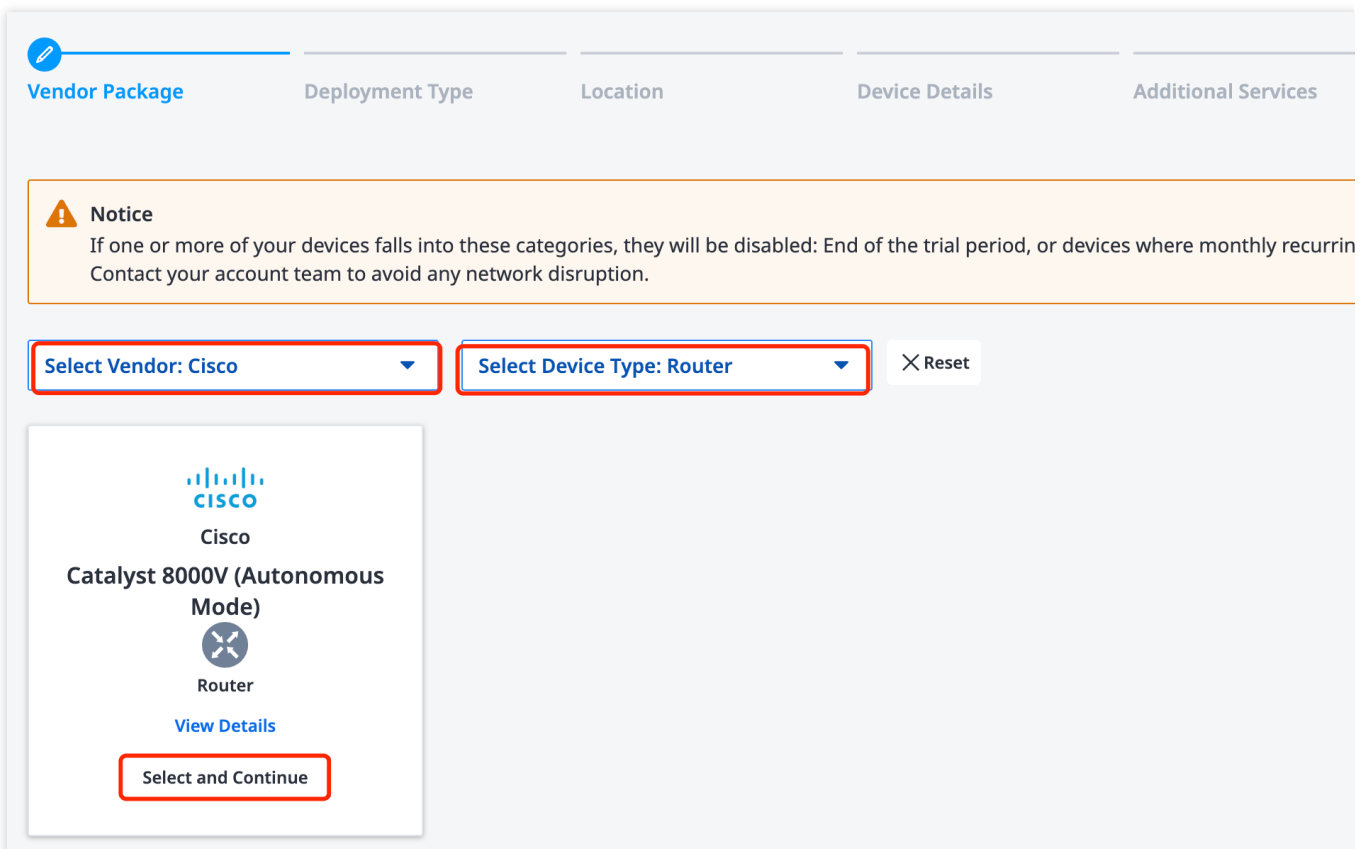 Vendor Package
Deployment Type
Location
Device Details
Additional Services
Notice
If one or more of your devices falls into these categories, they will be disabled: End of the trial period, or devices where monthly
Contact your account team to avoid any network disruption.
Select Vendor: Cisco
Select Device Type: Router
Reset
CISCO
Cisco
Catalyst 8000V (Autonomous
Mode)
Router
View Details
Select and Continue